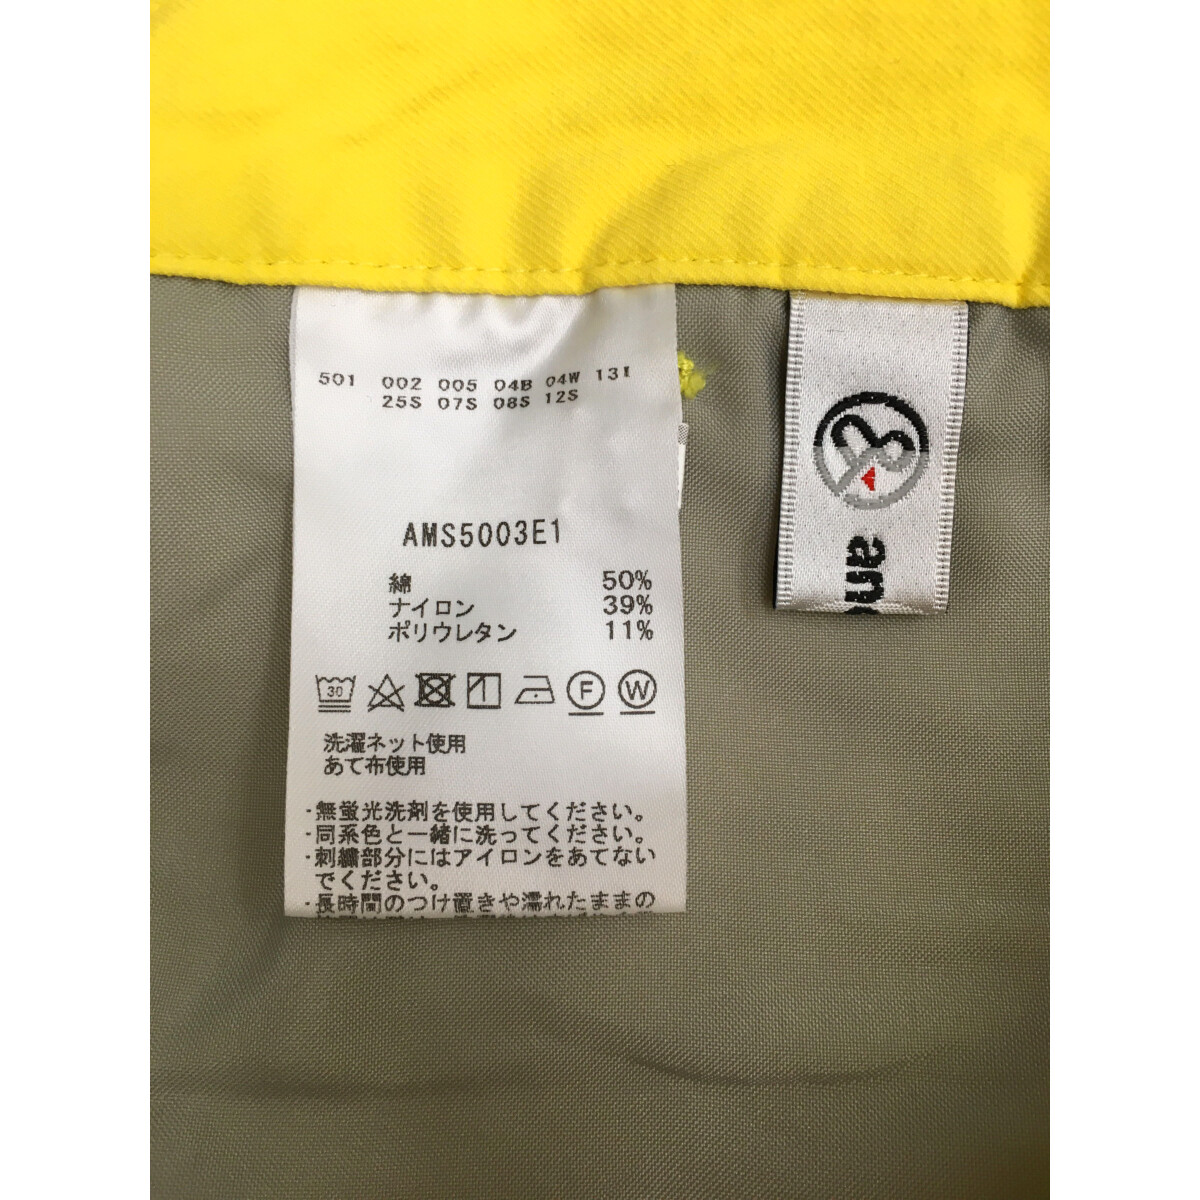 501 002 005 04B 04W 13I
25S 07S 08S 12S
AMS5003E1
綿 50%
ナイロン 39%
ポリウレタン 11%
30 F W
洗濯ネット使用
あて布使用
・無蛍光洗剤を使用してください。
・同系色と一緒に洗ってください。
・刺繍部分にはアイロンをあてない
でください。
・長時間のつけ置きや濡れたままの
and